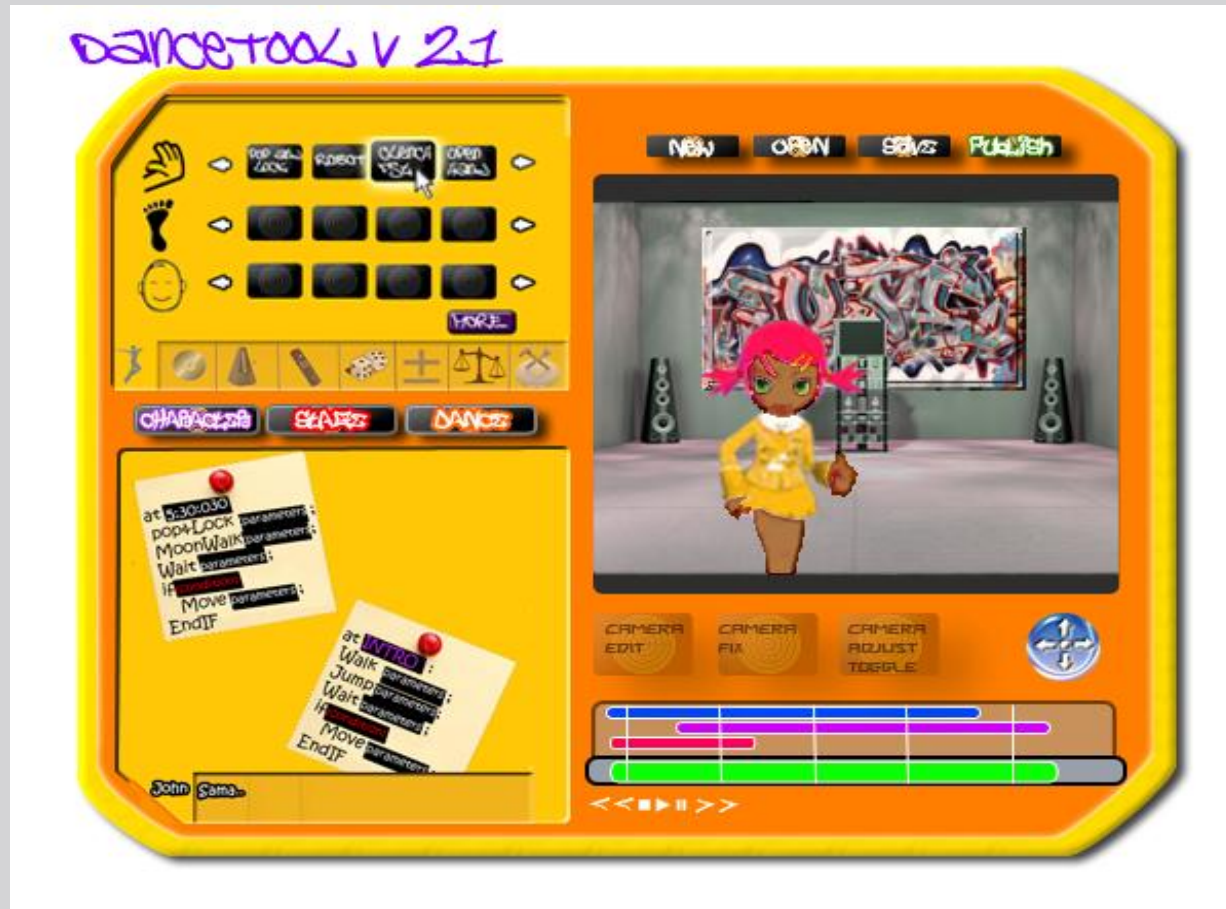 DANCETOOL V 2.1
POP AND LOCK
ROBOT
OPEN
MORE...
NEW
OPEN
SAVE
PUBLISH
CHARACTER
STAGE
DANCE
at 5:30:030
pop+Lock parameters;
MoonWalk parameters;
Wait parameters;
if condition
Move parameters;
EndIF
at INTRO :
Walk parameters;
Jump parameters;
Wait parameters;
if condition
Move parameters;
EndIF
John Sama..
CAMERA EDIT
CAMERA FIX
CAMERA ADJUST TOGGLE